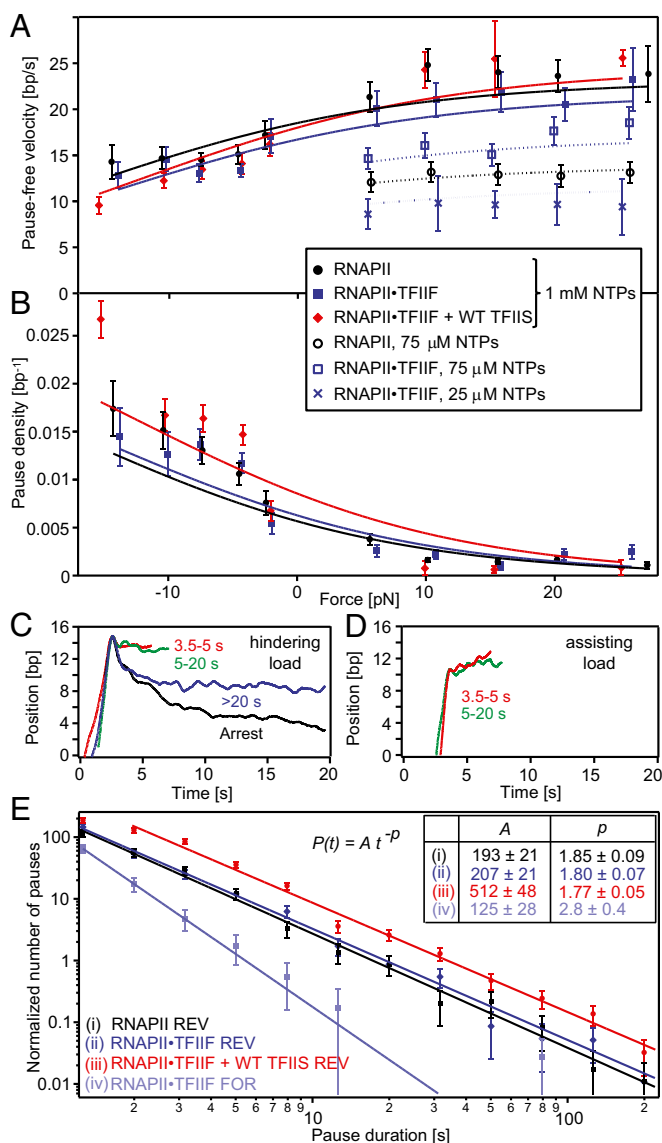 A
Pause-free velocity [bp/s]
30
25
20
15
10
5
0
RNAPII
RNAPII•TFIIF
RNAPII•TFIIF + WT TFIIS
1 mM NTPs
RNAPII, 75 μM NTPs
RNAPII•TFIIF, 75 μM NTPs
RNAPII•TFIIF, 25 μM NTPs
B
Pause density [bp-1]
0.025
0.02
0.015
0.01
0.005
0
-10
0
10
20
Force [pN]
C
Position [bp]
16
12
8
4
0
3.5-5 s
5-20 s
hindering
load
>20 s
Arrest
0 5 10 15 20
Time [s]
D
Position [bp]
16
12
8
4
0
assisting
load
3.5-5 s
5-20 s
0 5 10 15 20
Time [s]
E
Normalized number of pauses
100
10
1
0.1
0.01
P(t) = A t-p
A p
(i) 193 ± 21 1.85 ± 0.09
(ii) 207 ± 21 1.80 ± 0.07
(iii) 512 ± 48 1.77 ± 0.05
(iv) 125 ± 28 2.8 ± 0.4
(i) RNAPII REV
(ii) RNAPII•TFIIF REV
(iii) RNAPII•TFIIF + WT TFIIS REV
(iv) RNAPII•TFIIF FOR
2 3 4 5 6 7 8 9 10 2 3 4 5 6 7 8 9 100 2
Pause duration [s]